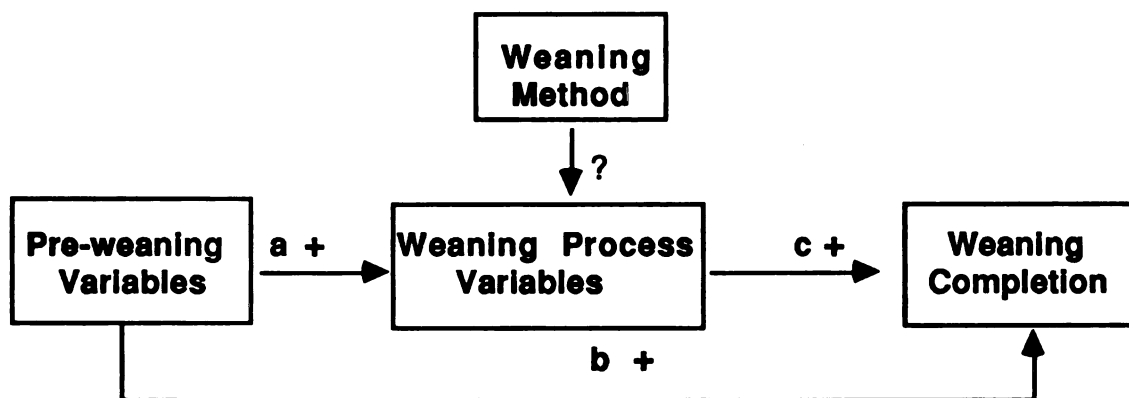 Weaning
Method
?
Pre-weaning
Variables
a +
Weaning Process
Variables
c +
Weaning
Completion
b +